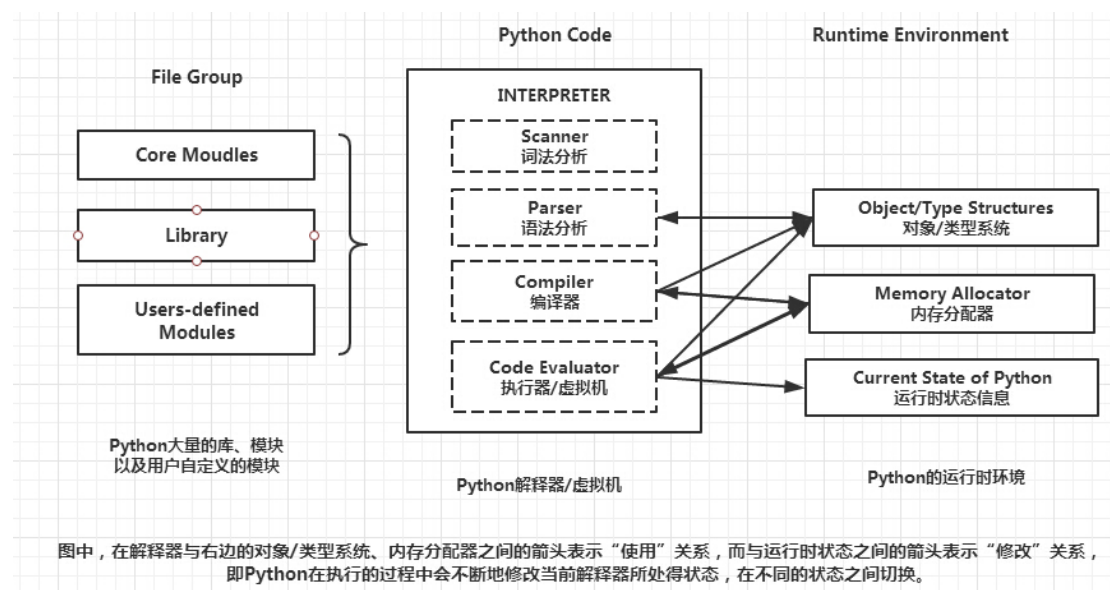 Python Code
Runtime Environment
File Group
INTERPRETER
Core Moudles
Library
Users-defined
Modules
Scanner
词法分析
Parser
语法分析
Compiler
编译器
Code Evaluator
执行器/虚拟机
Object/Type Structures
对象/类型系统
Memory Allocator
内存分配器
Current State of Python
运行时状态信息
Python大量的库、模块
以及用户自定义的模块
Python解释器/虚拟机
Python的运行时环境
图中，在解释器与右边的对象/类型系统、内存分配器之间的箭头表示“使用”关系，而与运行时状态之间的箭头表示“修改”关系，
即Python在执行的过程中会不断地修改当前解释器所处得状态，在不同的状态之间切换。